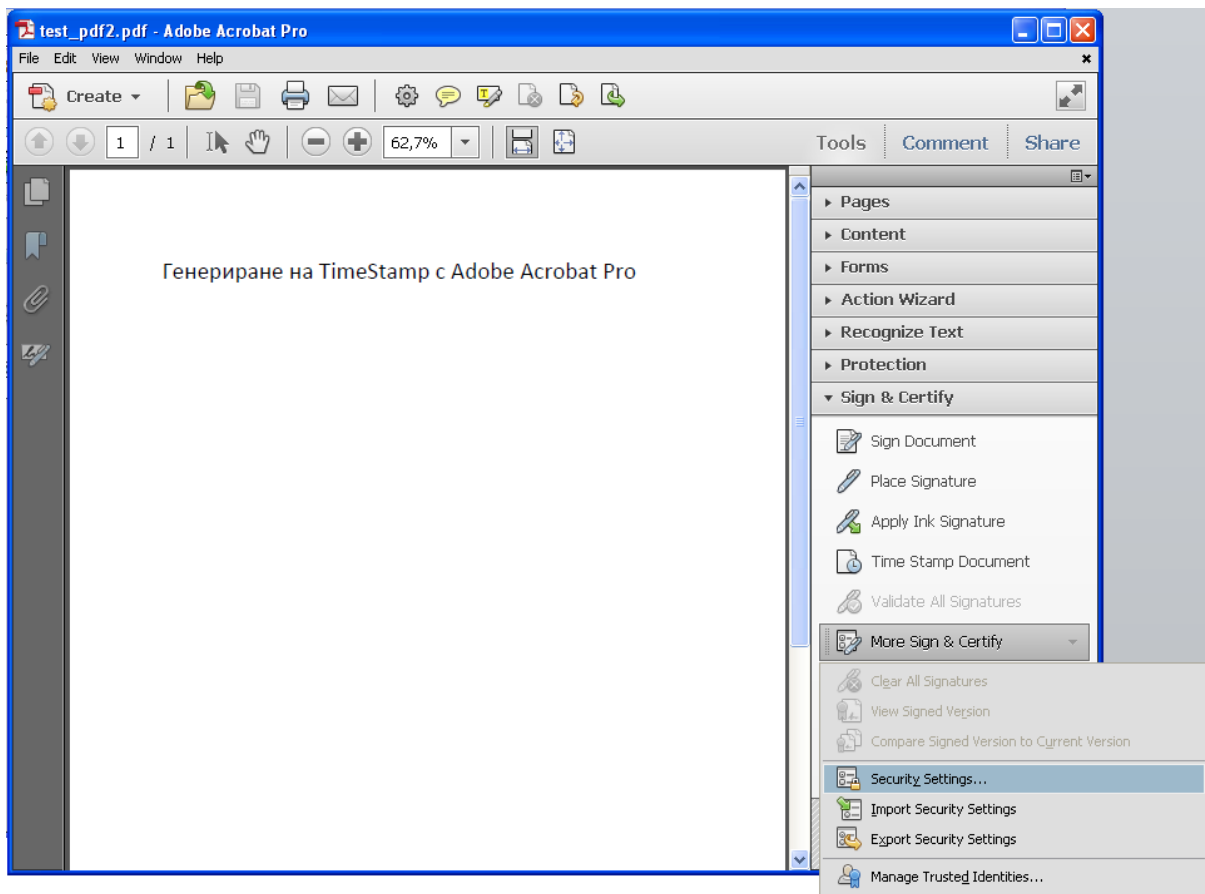 test_pdf2.pdf - Adobe Acrobat Pro
File Edit View Window Help
Create
1 / 1 62,7% Tools Comment Share
Pages
Content
Forms
Action Wizard
Recognize Text
Protection
Sign & Certify
Sign Document
Place Signature
Apply Ink Signature
Time Stamp Document
Validate All Signatures
More Sign & Certify
Clear All Signatures
View Signed Version
Compare Signed Version to Current Version
Security Settings...
Import Security Settings
Export Security Settings
Manage Trusted Identities...
Генериране на TimeStamp с Adobe Acrobat Pro